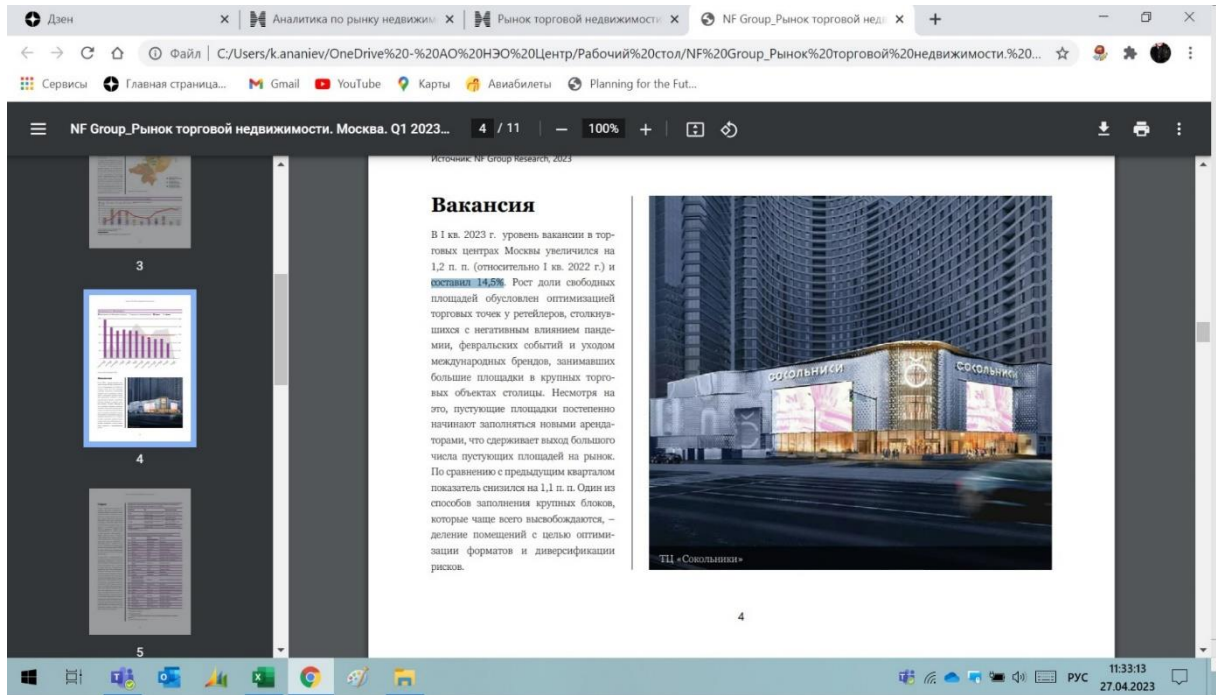 Дзен
Аналитика по рынку недвижим
Рынок торговой недвижимости
NF Group_Рынок торговой нед
Файл | C:/Users/k.ananiev/OneDrive%20-%20АО%20НЭО%20Центр/Рабочий%20стол/NF%20Group_Рынок%20торговой%20недвижимости.%20...
Сервисы
Главная страница...
Gmail
YouTube
Карты
Авиабилеты
Planning for the Fut...
NF Group_Рынок торговой недвижимости. Москва. Q1 2023...
4 / 11
100%
3
4
5
Источник: NF Group Research, 2023
Вакансия
В I кв. 2023 г. уровень вакансии в тор-
говых центрах Москвы увеличился на
1,2 п. п. (относительно I кв. 2022 г.) и
составил 14,5%. Рост доли свободных
площадей обусловлен оптимизацией
торговых точек у ретейлеров, столкнув-
шихся с негативным влиянием панде-
мии, февральских событий и уходом
международных брендов, занимавших
большие площади в крупных торго-
вых объектах столицы. Несмотря на
это, пустующие площадки постепенно
начинают заполняться новыми аренда-
торами, что сдерживает выход большого
числа пустующих площадей на рынок.
По сравнению с предыдущим кварталом
показатель снизился на 1,1 п. п. Один из
способов заполнения крупных блоков,
которые чаще всего высвобождаются, –
деление помещений с целью оптими-
зации форматов и диверсификации
рисков.
СОКОЛЬНИКИ
СОКОЛЬНИКИ
ТЦ «Сокольники»
4
РУС
11:33:13
27.04.2023